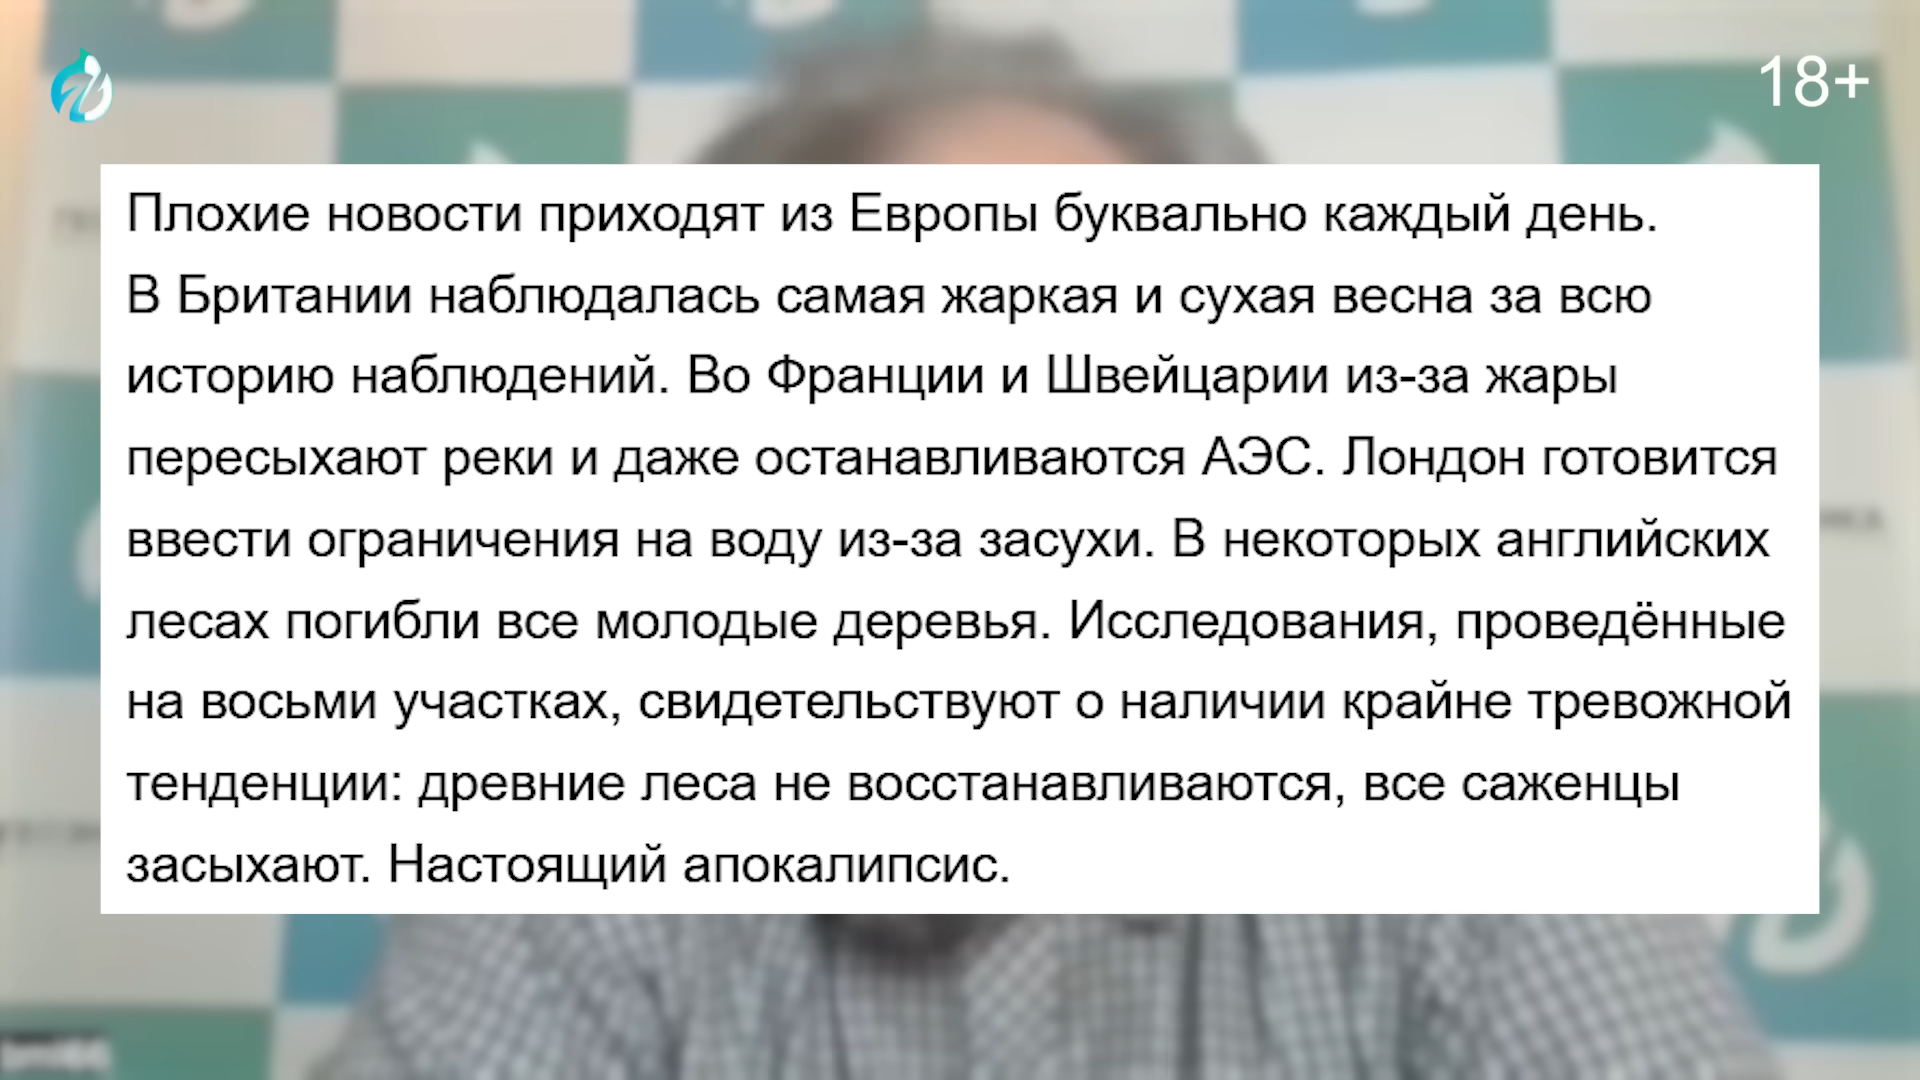 18+
Плохие новости приходят из Европы буквально каждый день.
В Британии наблюдалась самая жаркая и сухая весна за всю
историю наблюдений. Во Франции и Швейцарии из-за жары
пересыхают реки и даже останавливаются АЭС. Лондон готовится
ввести ограничения на воду из-за засухи. В некоторых английских
лесах погибли все молодые деревья. Исследования, проведённые
на восьми участках, свидетельствуют о наличии крайне тревожной
тенденции: древние леса не восстанавливаются, все саженцы
засыхают. Настоящий апокалипсис.